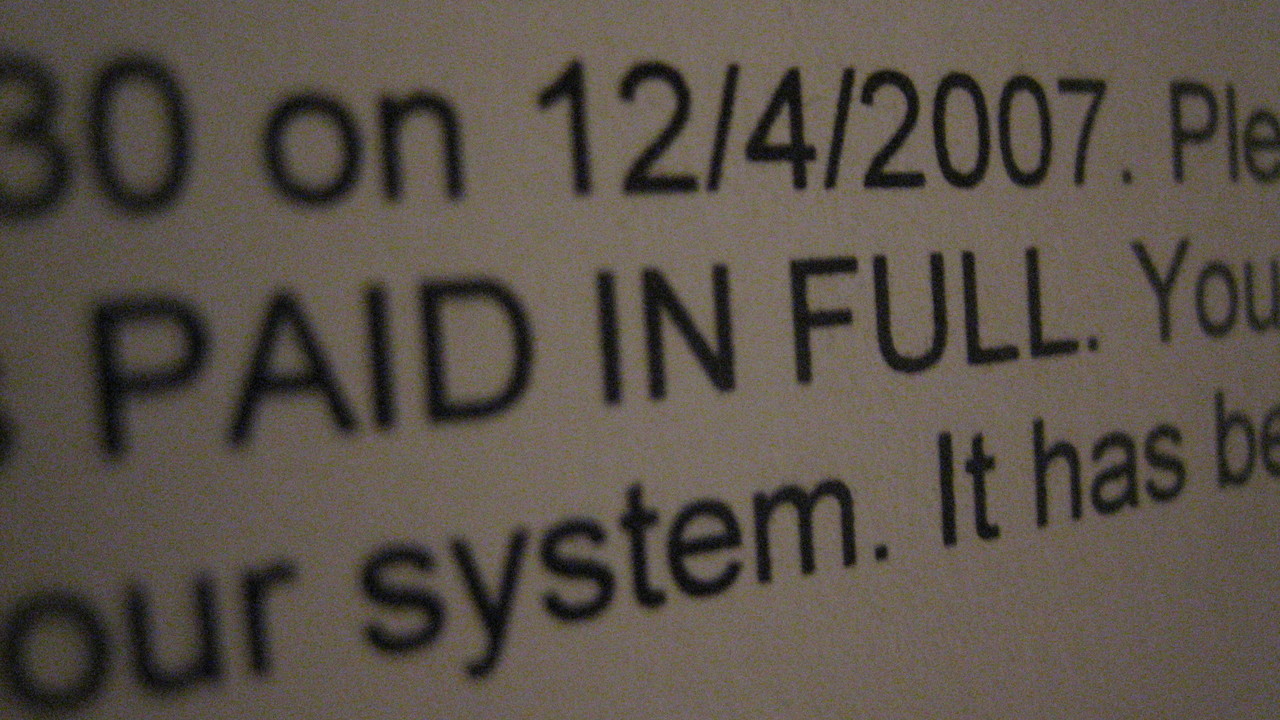 30 on 12/4/2007. Ple
PAID IN FULL. You
our system. It has be